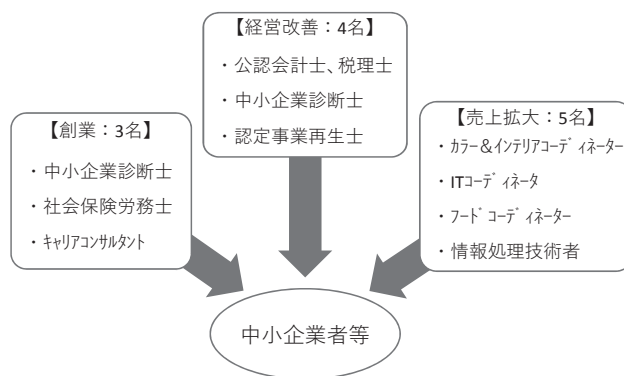 【創業：3名】
・中小企業診断士
・社会保険労務士
・ｷｬﾘｱｺﾝｻﾙﾀﾝﾄ
【経営改善：4名】
・公認会計士、税理士
・中小企業診断士
・認定事業再生士
【売上拡大：5名】
・ｶﾗｰ&ｲﾝﾃﾘｱｺｰﾃﾞｨﾈｰﾀｰ
・ITｺｰﾃﾞｨﾈｰﾀ
・ﾌｰﾄﾞｺｰﾃﾞｨﾈｰﾀｰ
・情報処理技術者
中小企業者等